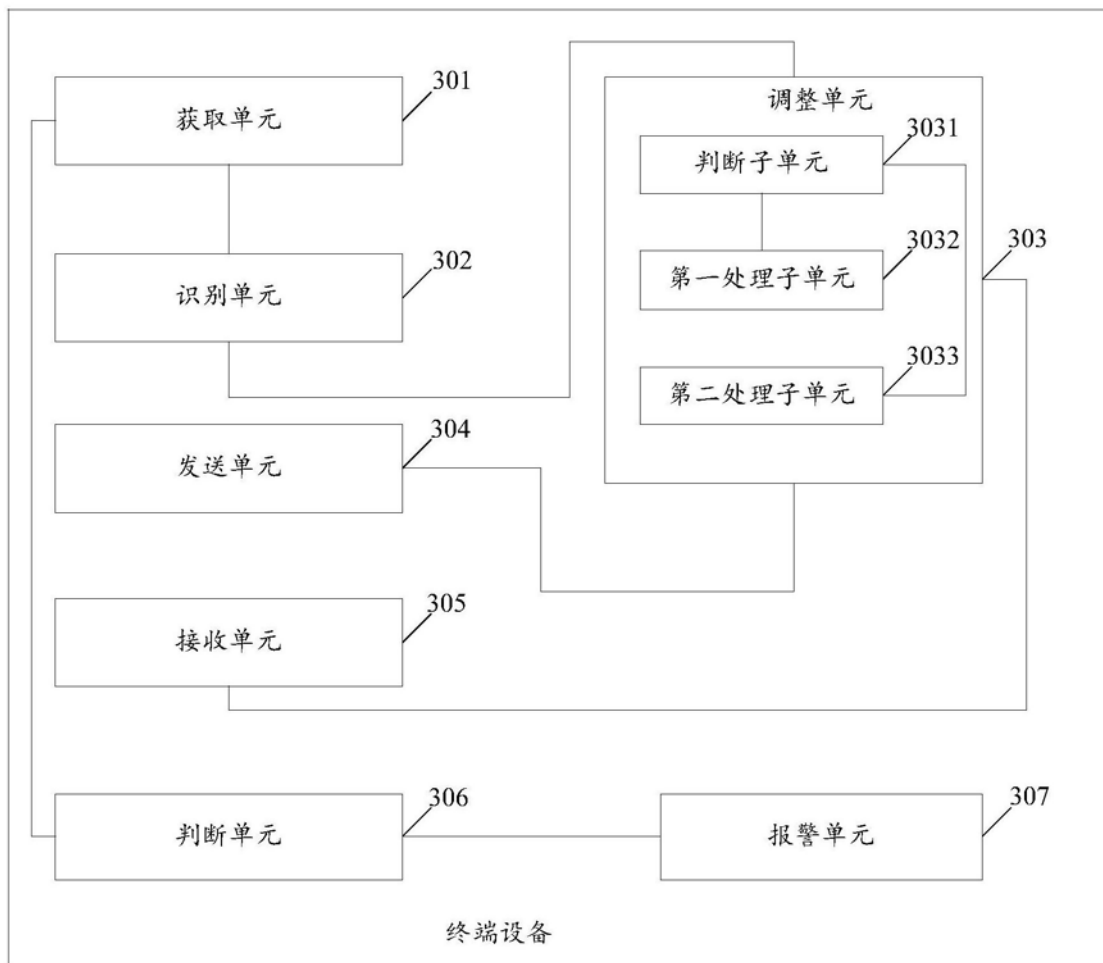 301
获取单元
调整单元
3031
判断子单元
302
识别单元
3032
第一处理子单元
303
3033
第二处理子单元
304
发送单元
305
接收单元
306
判断单元
307
报警单元
终端设备